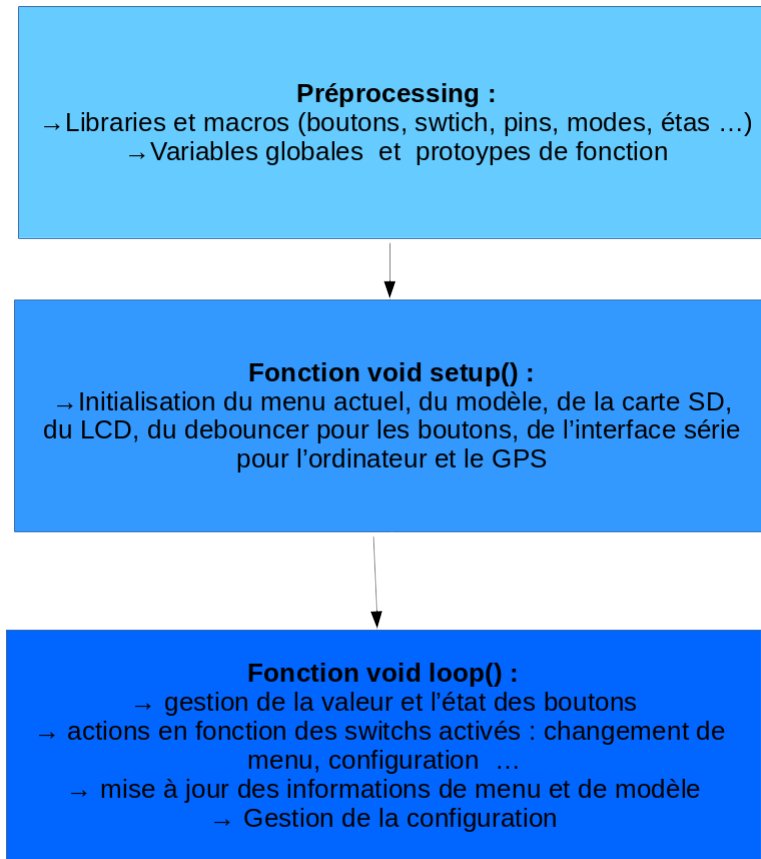 Préprocessing :
→Libraries et macros (boutons, swtich, pins, modes, étas …)
→Variables globales et protoypes de fonction
Fonction void setup() :
→Initialisation du menu actuel, du modèle, de la carte SD,
du LCD, du debouncer pour les boutons, de l’interface série
pour l’ordinateur et le GPS
Fonction void loop() :
→ gestion de la valeur et l’état des boutons
→ actions en fonction des switchs activés : changement de
menu, configuration …
→ mise à jour des informations de menu et de modèle
→ Gestion de la configuration